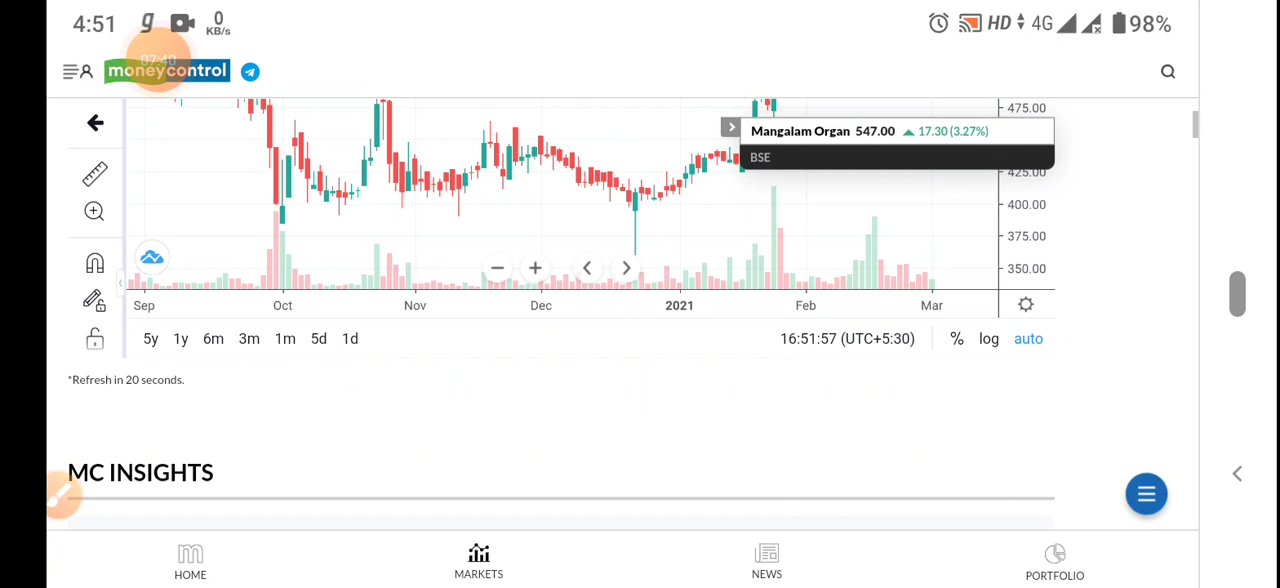 4:51 g 0 KB/s HD 4G 98%
07:40
moneycontrol
475.00
Mangalam Organ 547.00 17.30 (3.27%)
BSE
425.00
400.00
375.00
350.00
Sep Oct Nov Dec 2021 Feb Mar
5y 1y 6m 3m 1m 5d 1d 16:51:57 (UTC+5:30) % log auto
*Refresh in 20 seconds.
MC INSIGHTS
HOME MARKETS NEWS PORTFOLIO